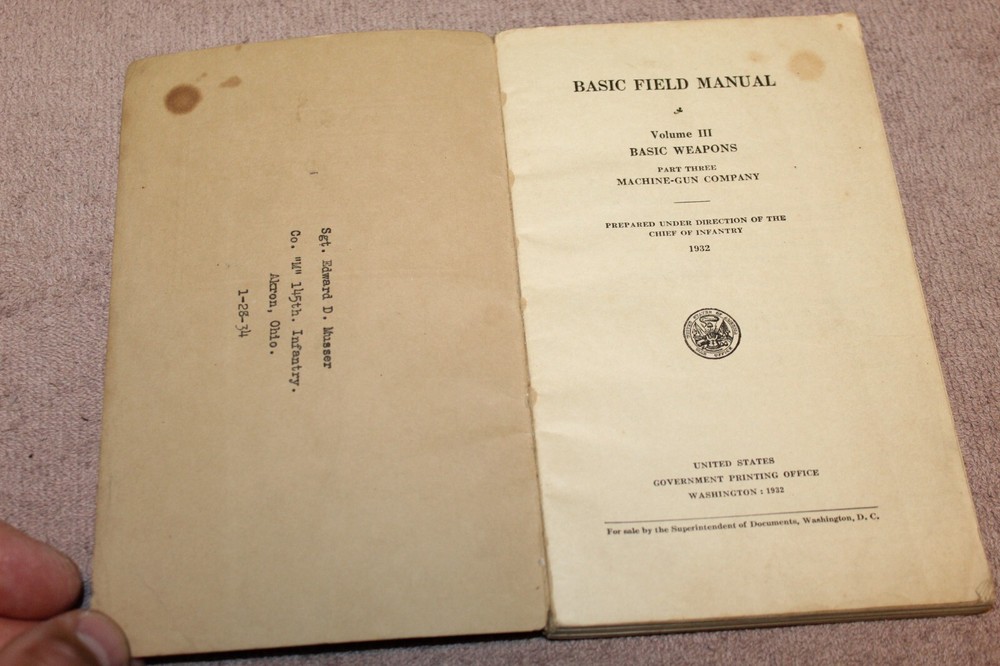 Sgt. Edward D. Musser
Co. "M" 145th. Infantry.
Akron, Ohio.
1-28-34
BASIC FIELD MANUAL
Volume III
BASIC WEAPONS
PART THREE
MACHINE-GUN COMPANY
PREPARED UNDER DIRECTION OF THE
CHIEF OF INFANTRY
1932
UNITED STATES
GOVERNMENT PRINTING OFFICE
WASHINGTON : 1932
For sale by the Superintendent of Documents, Washington, D. C.